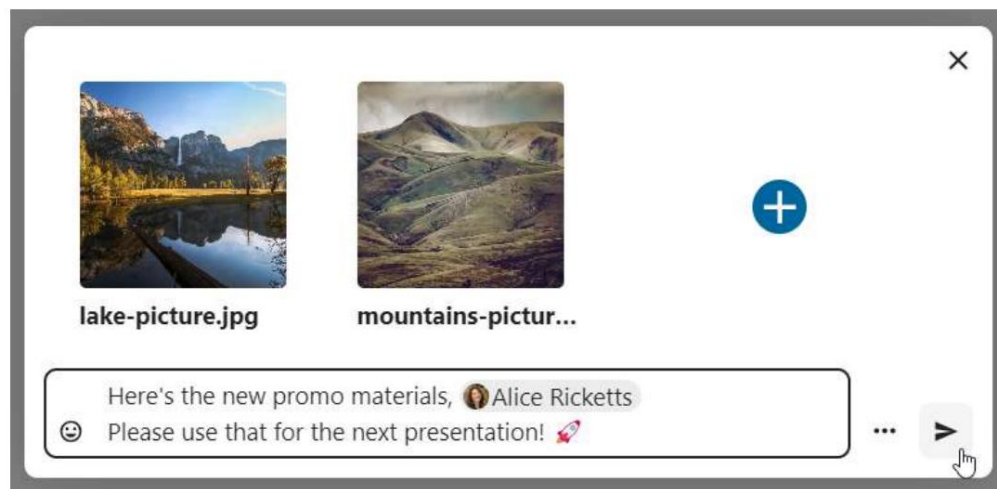 lake-picture.jpg
mountains-pictur...
Here's the new promo materials, Alice Ricketts
Please use that for the next presentation! 🚀